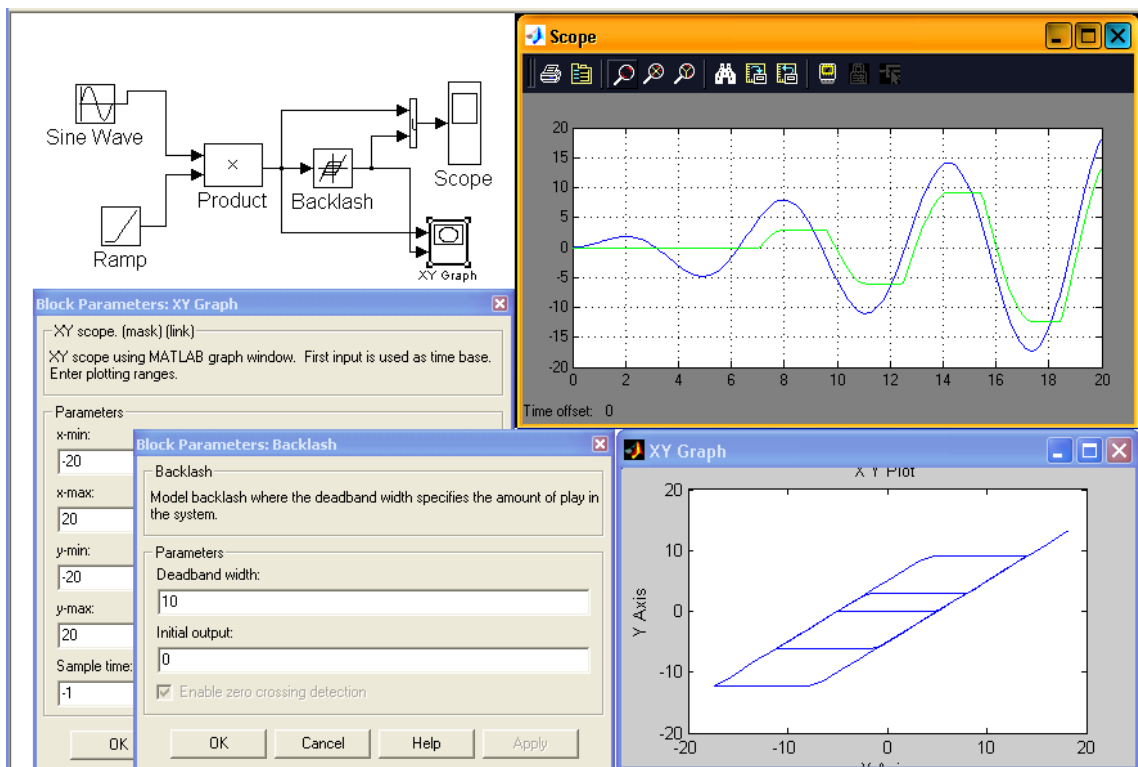 Sine Wave
Ramp
×
Product
Backlash
Scope
XY Graph
Scope
20
15
10
5
0
-5
-10
-15
-20
0 2 4 6 8 10 12 14 16 18 20
Time offset: 0
Block Parameters: XY Graph
XY scope. (mask) (link)
XY scope using MATLAB graph window. First input is used as time base.
Enter plotting ranges.
Parameters
x-min:
-20
x-max:
20
y-min:
-20
y-max:
20
Sample time:
-1
OK
Block Parameters: Backlash
Backlash
Model backlash where the deadband width specifies the amount of play in
the system.
Parameters
Deadband width:
10
Initial output:
0
Enable zero crossing detection
OK Cancel Help Apply
XY Graph
X Y Plot
20
10
0
-10
-20
Y Axis
-20 -10 0 10 20